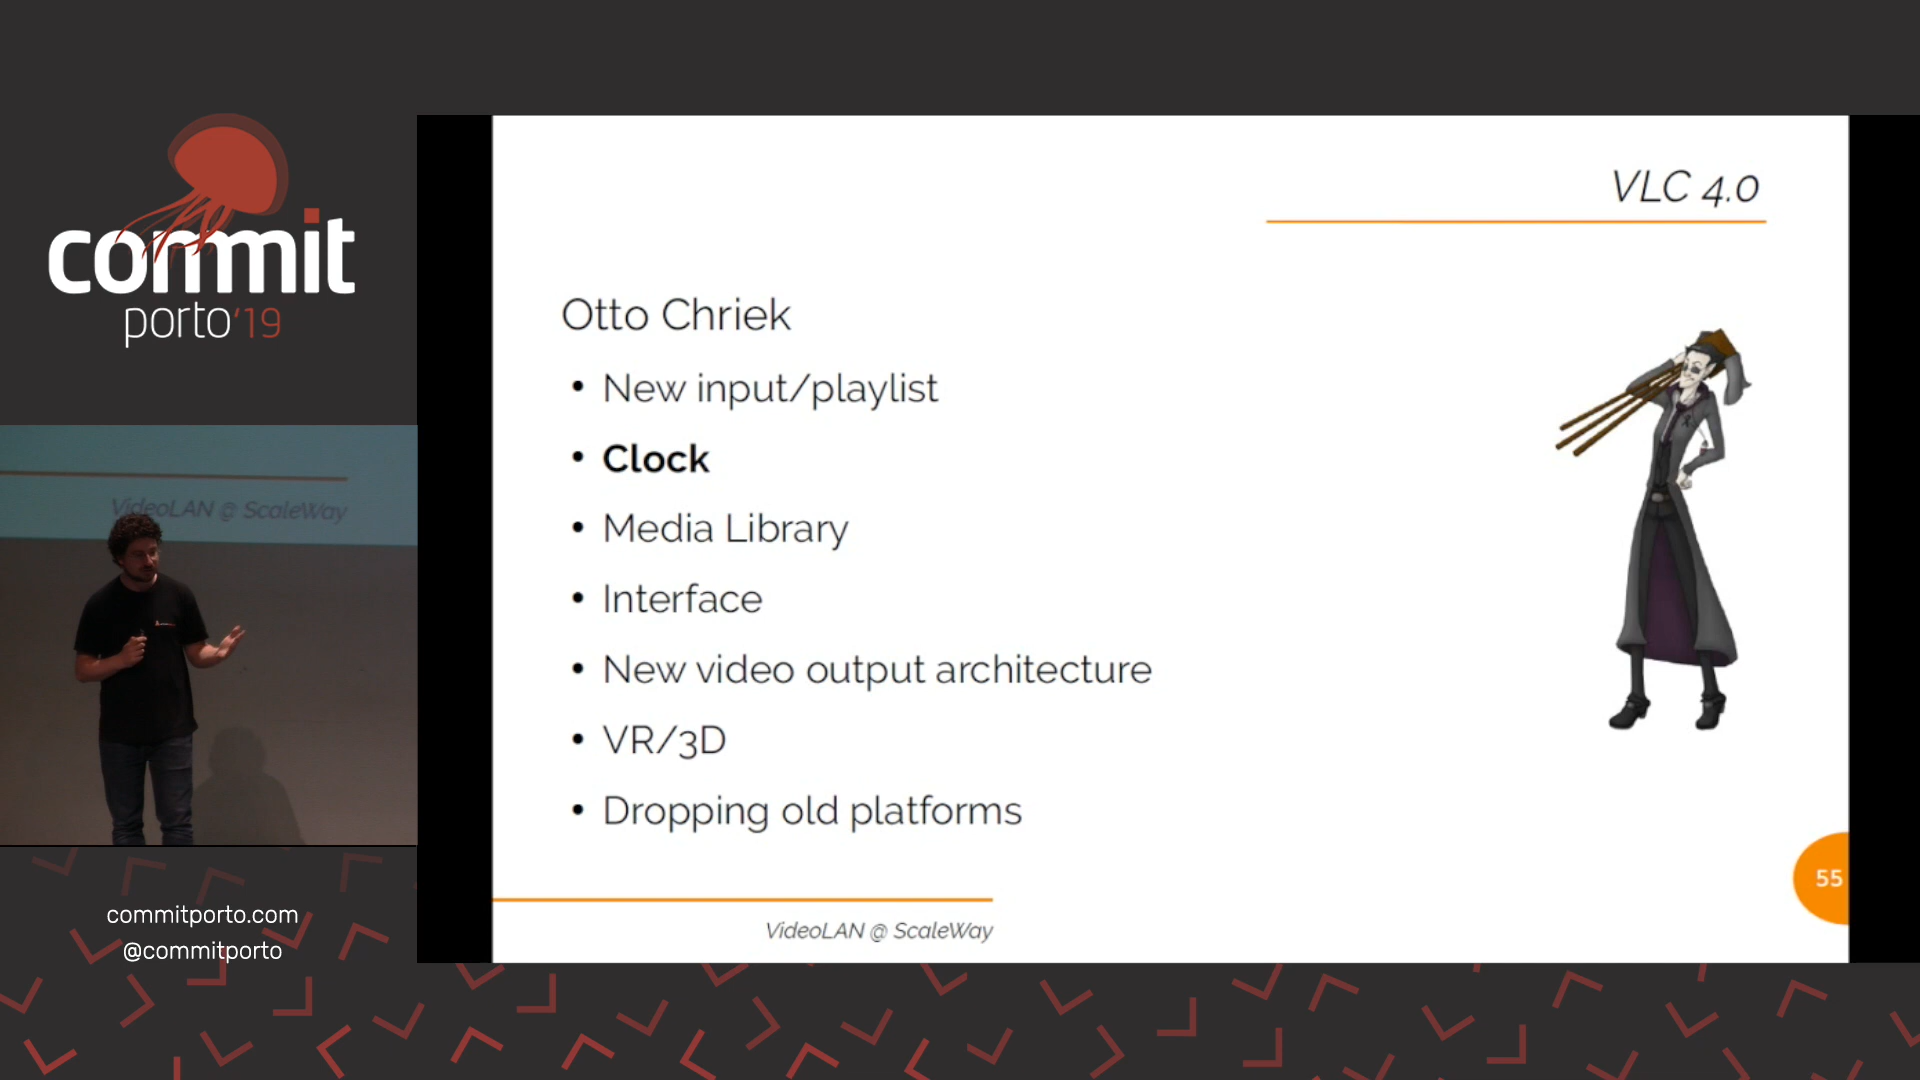 commit
porto'19
VLC 4.0
Otto Chriek
• New input/playlist
• Clock
• Media Library
• Interface
• New video output architecture
• VR/3D
• Dropping old platforms
55
VideoLAN @ ScaleWay
VideoLAN @ ScaleWay
commitporto.com
@commitporto